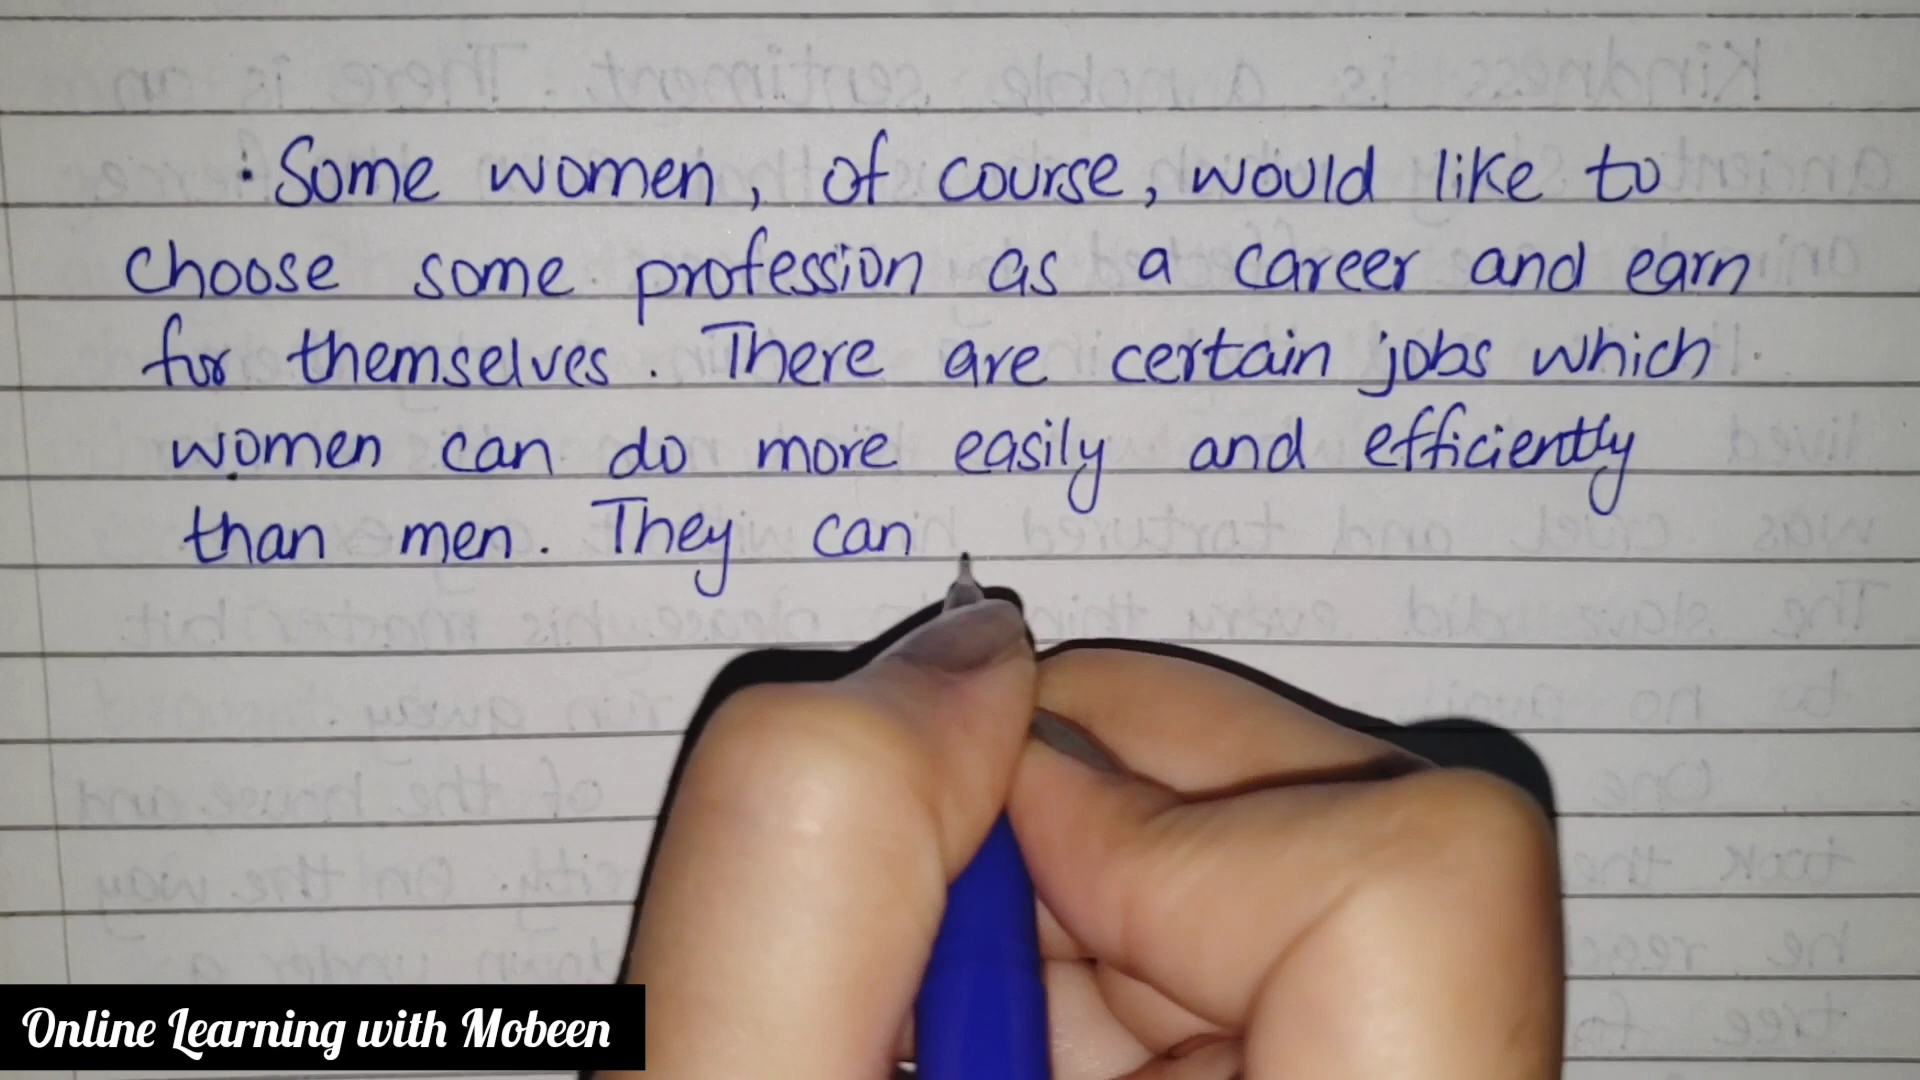 Some women, of course, would like to
choose some profession as a career and earn
for themselves. There are certain jobs which
women can do more easily and efficiently
than men. They can
Online Learning with Mobeen